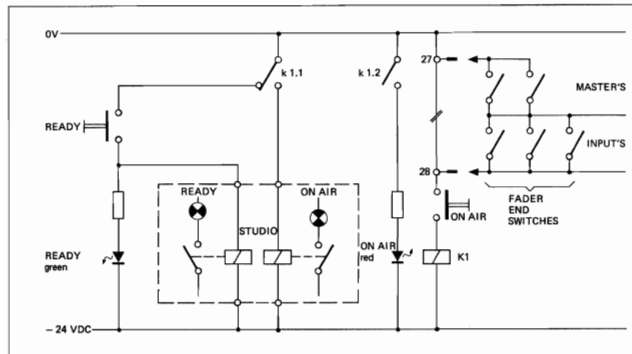 0V
k 1.1
k 1.2
27
MASTER'S
READY
INPUT'S
28
READY
ON AIR
ON AIR
FADER
END
SWITCHES
STUDIO
READY
green
ON AIR
red
K1
– 24 VDC